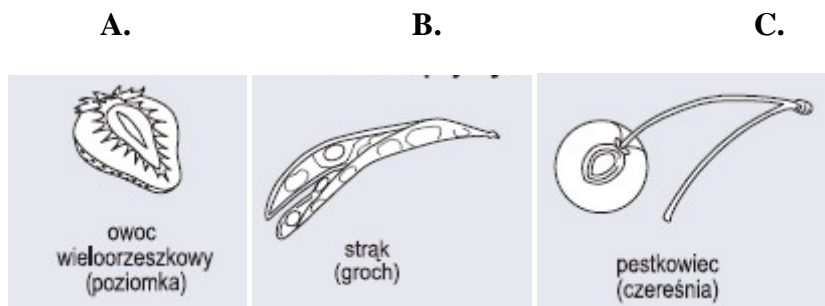 A. B. C.
owoc
wieloorzeszkowy
(poziomka)
strąk
(groch)
pestkowiec
(czereśnia)